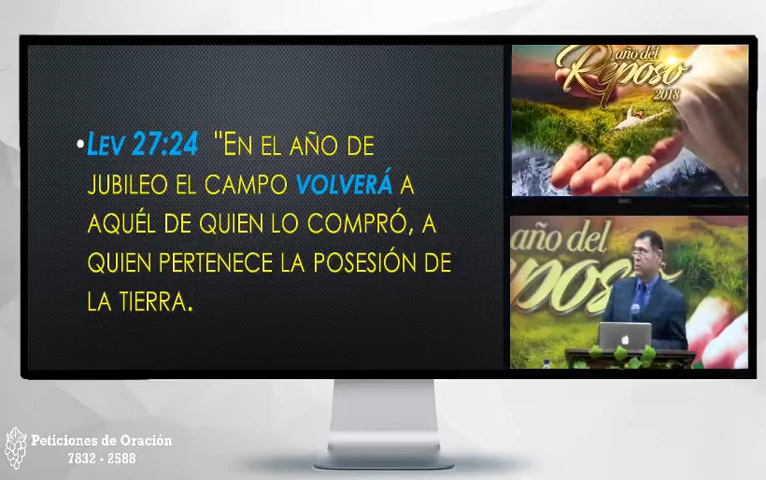 •Lev 27:24 "En el año de
jubileo el campo volverá a
aquél de quien lo compró, a
quien pertenece la posesión de
la tierra.
año del
Reposo
2018
año del
Reposo
Peticiones de Oración
7832 - 2588